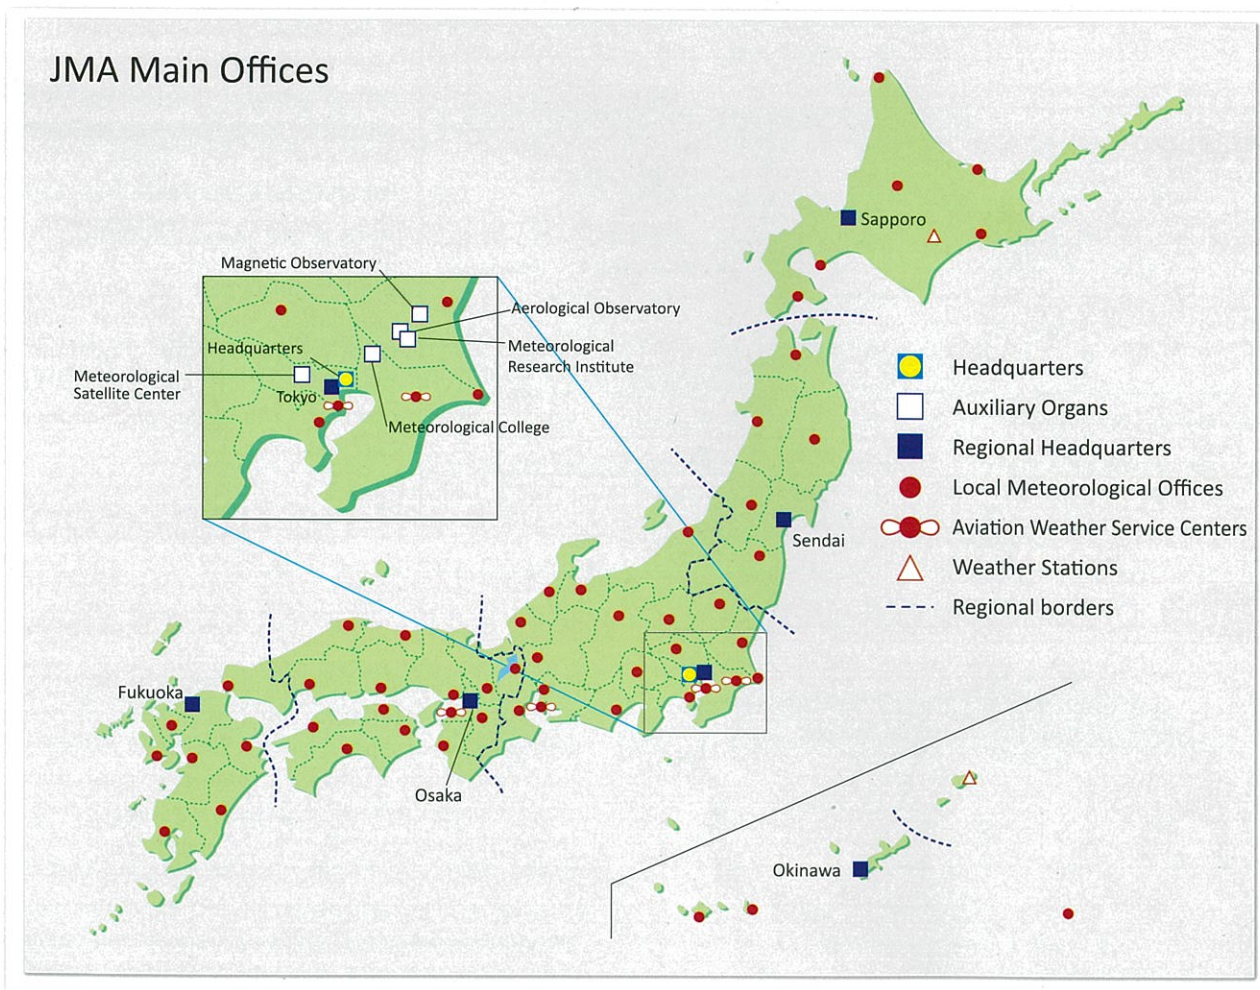 JMA Main Offices
Sapporo
Magnetic Observatory
Aerological Observatory
Headquarters
Meteorological
Research Institute
Meteorological
Satellite Center
Tokyo
Meteorological College
Headquarters
Auxiliary Organs
Regional Headquarters
Local Meteorological Offices
Aviation Weather Service Centers
Weather Stations
Regional borders
Sendai
Fukuoka
Osaka
Okinawa